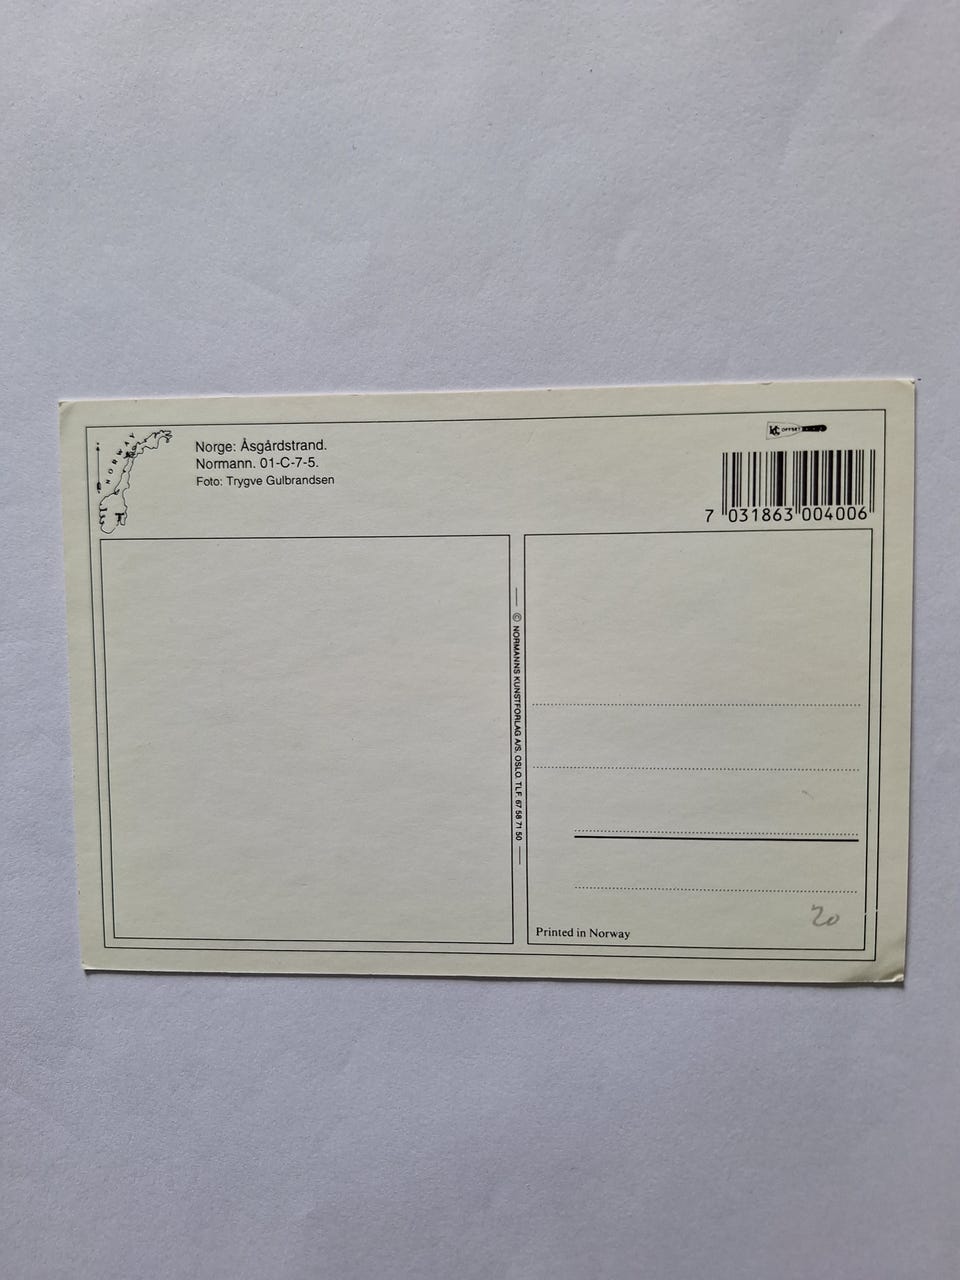 NORWAY
Norge: Åsgårdstrand.
Normann. 01-C-7-5.
Foto: Trygve Gulbrandsen
OFFSET
7 031863 004006
© NORMANNS KUNSTFORLAG A/S. OSLO. TLF. 67 58 71 50
Printed in Norway
20